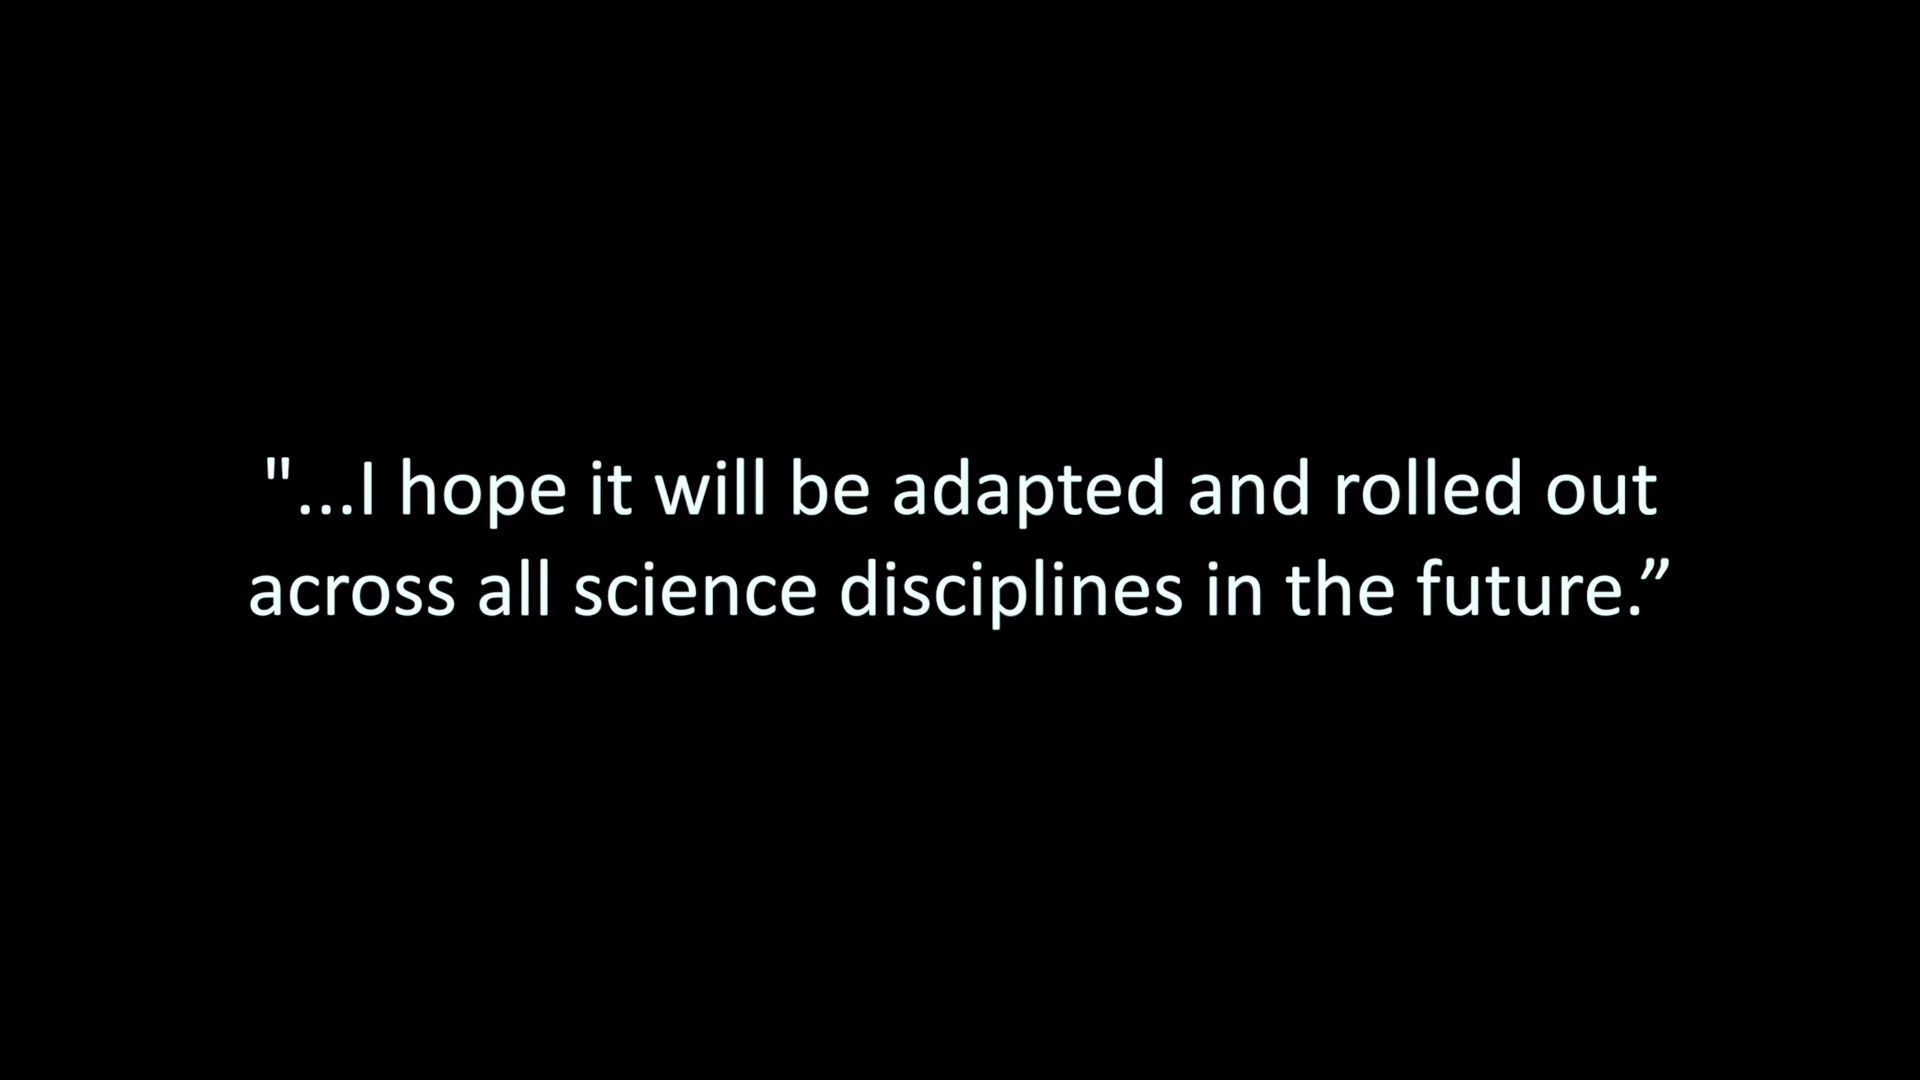 "...I hope it will be adapted and rolled out
across all science disciplines in the future.”